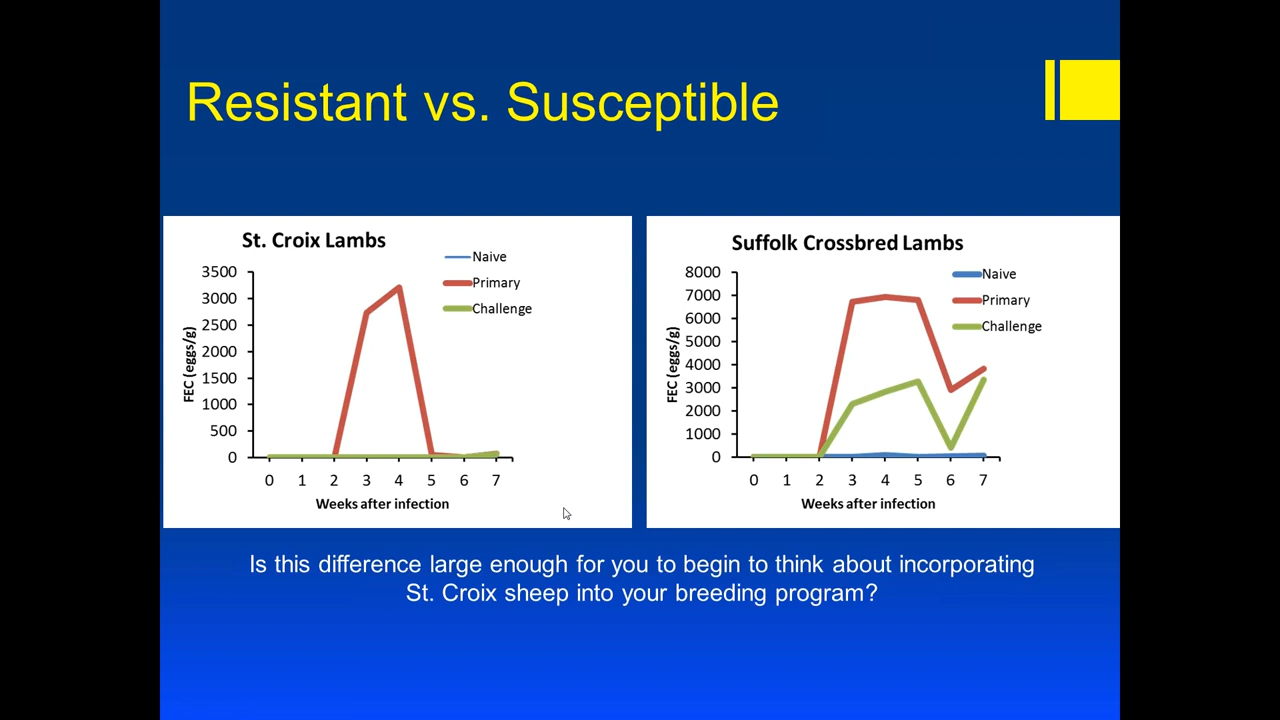 Resistant vs. Susceptible
St. Croix Lambs
Naive
Primary
Challenge
3500
3000
2500
2000
1500
1000
500
0
FEC (eggs/g)
0 1 2 3 4 5 6 7
Weeks after infection
Suffolk Crossbred Lambs
Naive
Primary
Challenge
8000
7000
6000
5000
4000
3000
2000
1000
0
FEC (eggs/g)
0 1 2 3 4 5 6 7
Weeks after infection
Is this difference large enough for you to begin to think about incorporating
St. Croix sheep into your breeding program?